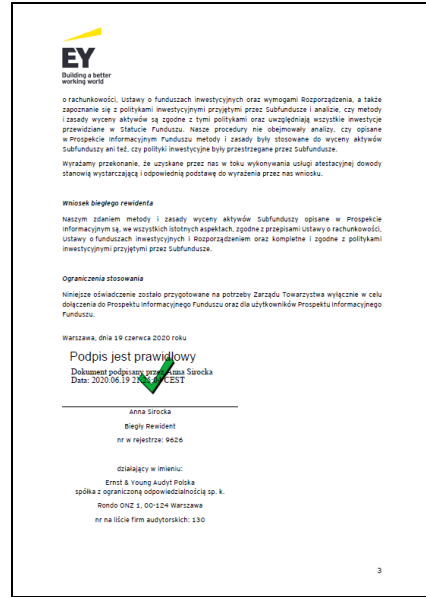 EY
Building a better
working world
o rachunkowości, Ustawy o funduszach inwestycyjnych oraz wymogami Rozporządzenia, a także
zapoznanie się z politykami inwestycyjnymi przyjętymi przez Subfundusze i analizie, czy metody
i zasady wyceny aktywów są zgodne z tymi politykami oraz uwzględniają wszystkie inwestycje
przewidziane w Statucie Funduszu. Nasze procedury nie obejmowały analizy, czy opisane
w Prospekcie Informacyjnym Funduszu metody i zasady były stosowane do wyceny aktywów
Subfunduszy ani też, czy polityki inwestycyjne były przestrzegane przez Subfundusze.
Wyrażamy przekonanie, że uzyskane przez nas w toku wykonywania usługi atestacyjnej dowody
stanowią wystarczającą i odpowiednią podstawę do wyrażenia przez nas wniosku.
Wniosek biegłego rewidenta
Naszym zdaniem metody i zasady wyceny aktywów Subfunduszy opisane w Prospekcie
Informacyjnym są, we wszystkich istotnych aspektach, zgodne z przepisami Ustawy o rachunkowości,
Ustawy o funduszach inwestycyjnych i Rozporządzeniem oraz kompletne i zgodne z politykami
inwestycyjnymi przyjętymi przez Subfundusze.
Ograniczenia stosowania
Niniejsze oświadczenie zostało przygotowane na potrzeby Zarządu Towarzystwa wyłącznie w celu
dołączenia do Prospektu Informacyjnego Funduszu oraz dla użytkowników Prospektu Informacyjnego
Funduszu.
Warszawa, dnia 19 czerwca 2020 roku
Podpis jest prawidłowy
Dokument podpisany przez Anna Sirocka
Data: 2020.06.19 CEST
Anna Sirocka
Biegły Rewident
nr w rejestrze: 9626
działający w imieniu:
Ernst & Young Audyt Polska
spółka z ograniczoną odpowiedzialnością sp. k.
Rondo ONZ 1, 00-124 Warszawa
nr na liście firm audytorskich: 130
3